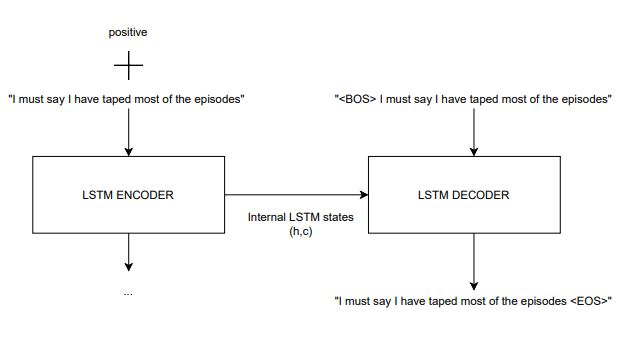 positive
"I must say I have taped most of the episodes"
"<BOS> I must say I have taped most of the episodes"
LSTM ENCODER
LSTM DECODER
Internal LSTM states
(h,c)
...
"I must say I have taped most of the episodes <EOS>"